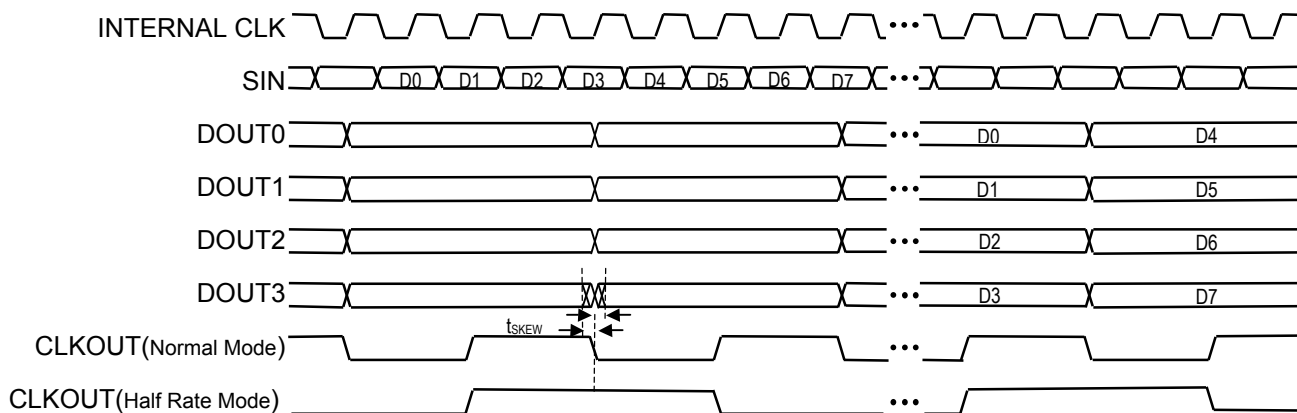 INTERNAL CLK •••
SIN D0 D1 D2 D3 D4 D5 D6 D7 •••
DOUT0 ••• D0 D4
DOUT1 ••• D1 D5
DOUT2 ••• D2 D6
DOUT3 ••• D3 D7
tSKEW
CLKOUT(Normal Mode) •••
CLKOUT(Half Rate Mode) •••